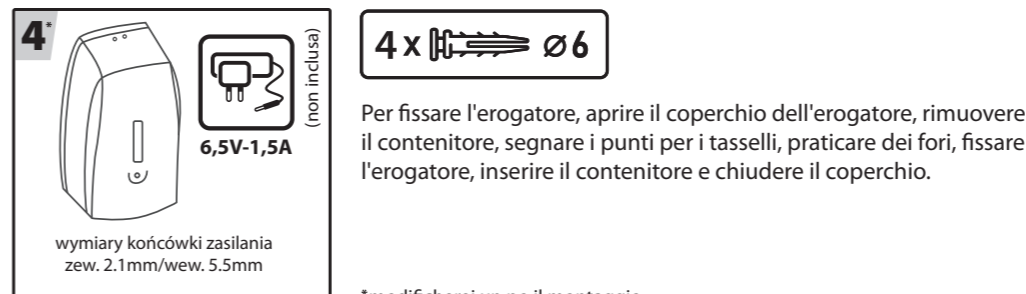 4*
(non inclusa)
6,5V-1,5A
wymiary końcówki zasilania
zew. 2.1mm/wew. 5.5mm
4 x ⌀ 6
Per fissare l'erogatore, aprire il coperchio dell'erogatore, rimuovere
il contenitore, segnare i punti per i tasselli, praticare dei fori, fissare
l'erogatore, inserire il contenitore e chiudere il coperchio.